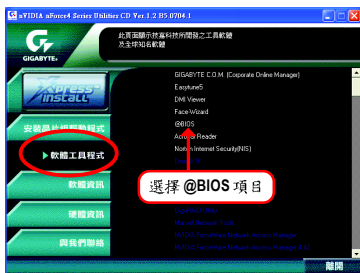 nVIDIA nForce4 Series Utilities CD Ver.1.2 B5.0704.1
GIGABYTE
此頁面顯示技嘉科技所開發之工具軟體
及全球知名軟體
Xpress
INSTALL
安裝晶片組驅動程式
軟體工具程式
軟體資訊
硬體資訊
與我們聯絡
GIGABYTE C.O.M. (Corporate Online Manager)
Easytune5
DMI Viewer
Face-Wizard
@BIOS
Reader
Norton Internet Security(NIS)
選擇 @BIOS 項目
離開